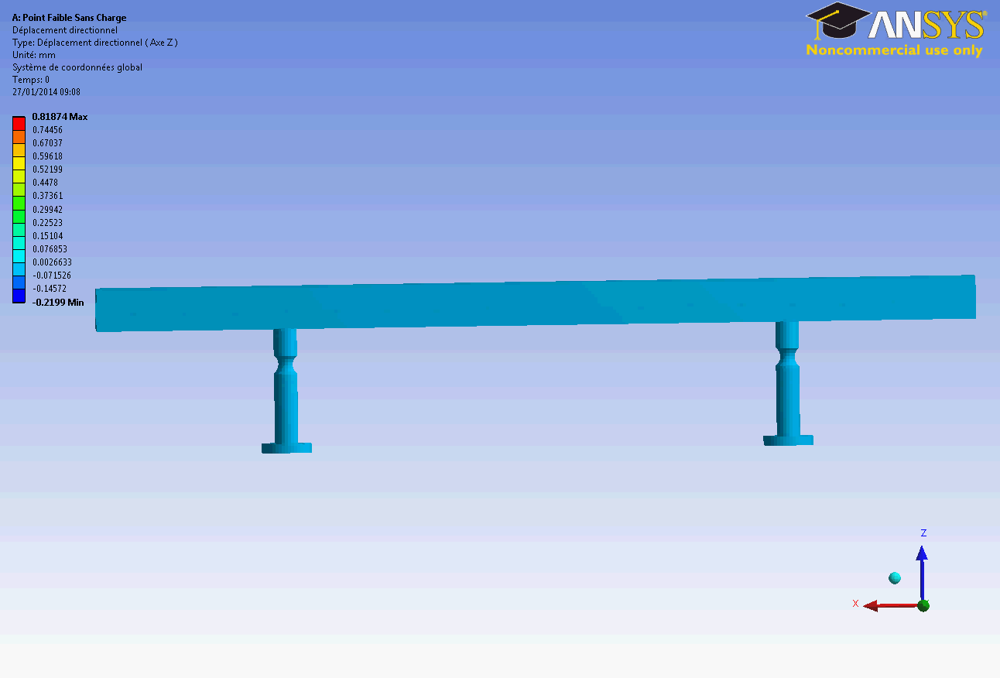 A: Point Faible Sans Charge
Déplacement directionnel
Type: Déplacement directionnel ( Axe Z )
Unité: mm
Système de coordonnées global
Temps: 0
27/01/2014 09:08
ANSYS®
Noncommercial use only
0.81874 Max
0.74456
0.67037
0.59618
0.52199
0.4478
0.37361
0.29942
0.22523
0.15104
0.076853
0.0026633
-0.071526
-0.14572
-0.2199 Min
Z
X